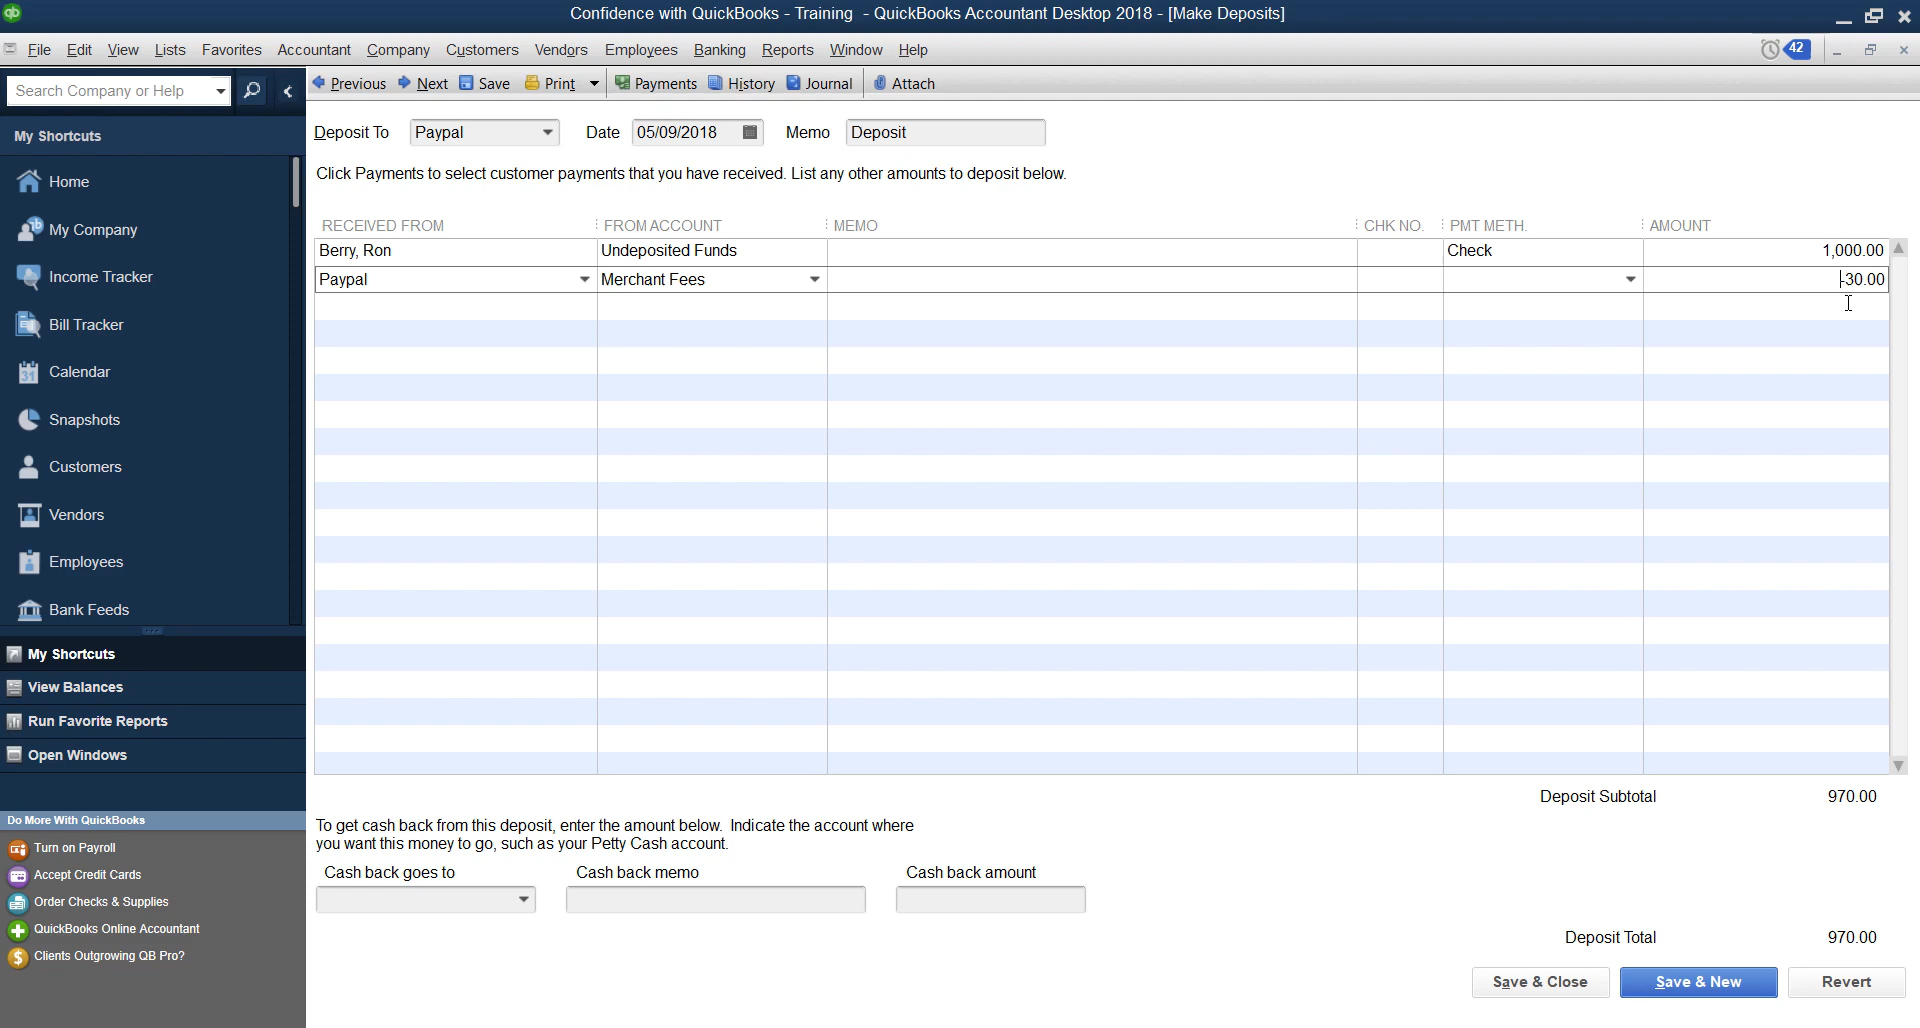 Confidence with QuickBooks - Training - QuickBooks Accountant Desktop 2018 - [Make Deposits]
File Edit View Lists Favorites Accountant Company Customers Vendors Employees Banking Reports Window Help 42
Search Company or Help
Previous Next Save Print Payments History Journal Attach
My Shortcuts
Home
My Company
Income Tracker
Bill Tracker
31 Calendar
Snapshots
Customers
Vendors
Employees
Bank Feeds
My Shortcuts
View Balances
Run Favorite Reports
Open Windows
Do More With QuickBooks
Turn on Payroll
Accept Credit Cards
Order Checks & Supplies
QuickBooks Online Accountant
Clients Outgrowing QB Pro?
Deposit To Paypal Date 05/09/2018 Memo Deposit
Click Payments to select customer payments that you have received. List any other amounts to deposit below.
RECEIVED FROM FROM ACCOUNT MEMO CHK NO. PMT METH. AMOUNT
Berry, Ron Undeposited Funds Check 1,000.00
Paypal Merchant Fees -30.00
Deposit Subtotal 970.00
To get cash back from this deposit, enter the amount below. Indicate the account where
you want this money to go, such as your Petty Cash account.
Cash back goes to Cash back memo Cash back amount
Deposit Total 970.00
Save & Close Save & New Revert